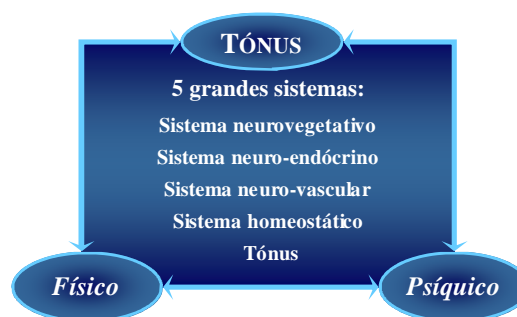 TÓNUS
5 grandes sistemas:
Sistema neurovegetativo
Sistema neuro-endócrino
Sistema neuro-vascular
Sistema homeostático
Tónus
Físico
Psíquico